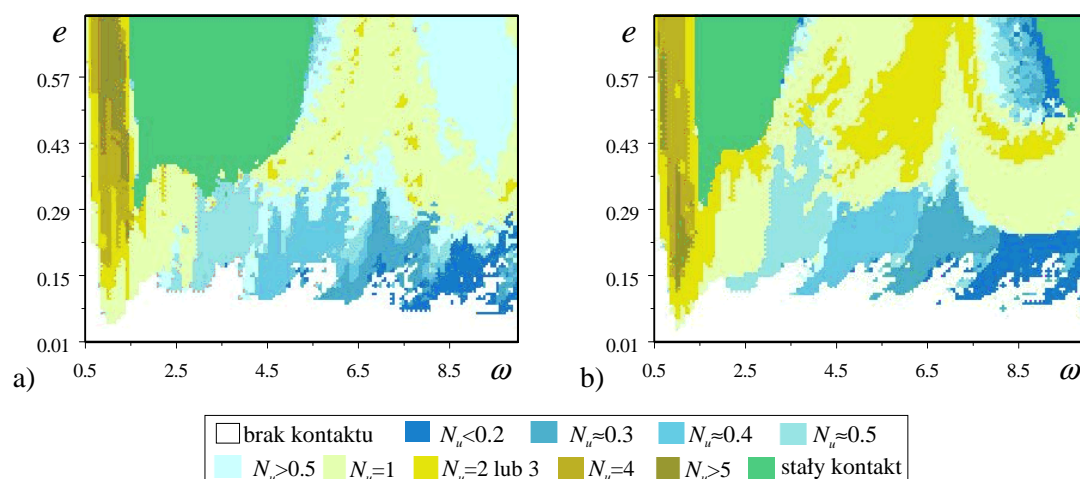 e
0.57
0.43
0.29
0.15
0.01
0.5 2.5 4.5 6.5 8.5 ω
a)
e
0.57
0.43
0.29
0.15
0.01
0.5 2.5 4.5 6.5 8.5 ω
b)
brak kontaktu Nu<0.2 Nu≈0.3 Nu≈0.4 Nu≈0.5
Nu>0.5 Nu=1 Nu=2 lub 3 Nu=4 Nu>5 stały kontakt